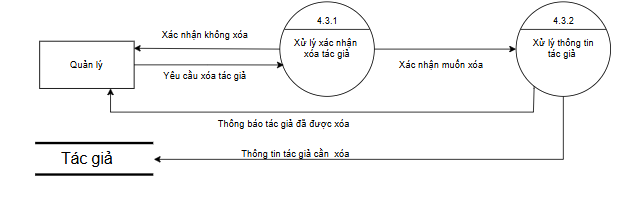 4.3.1
4.3.2
Xác nhận không xóa
Xử lý xác nhận
xóa tác giả
Xử lý thông tin
tác giả
Quản lý
Xác nhận muốn xóa
Yêu cầu xóa tác giả
Thông báo tác giả đã được xóa
Tác giả
Thông tin tác giả cần xóa